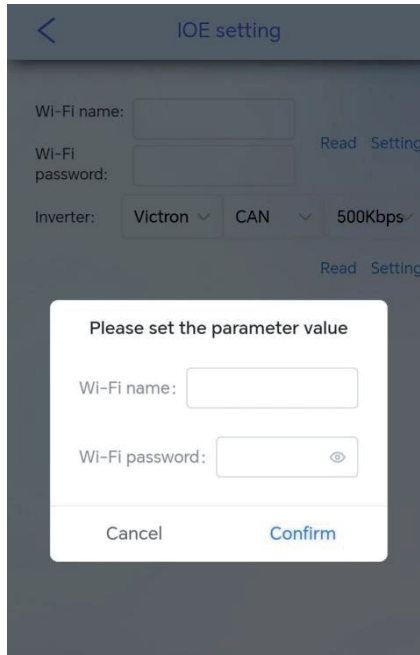 IOE setting
Wi-Fi name:
Read Setting
Wi-Fi
password:
Inverter: Victron CAN 500Kbps
Read Setting
Please set the parameter value
Wi-Fi name:
Wi-Fi password:
Cancel Confirm